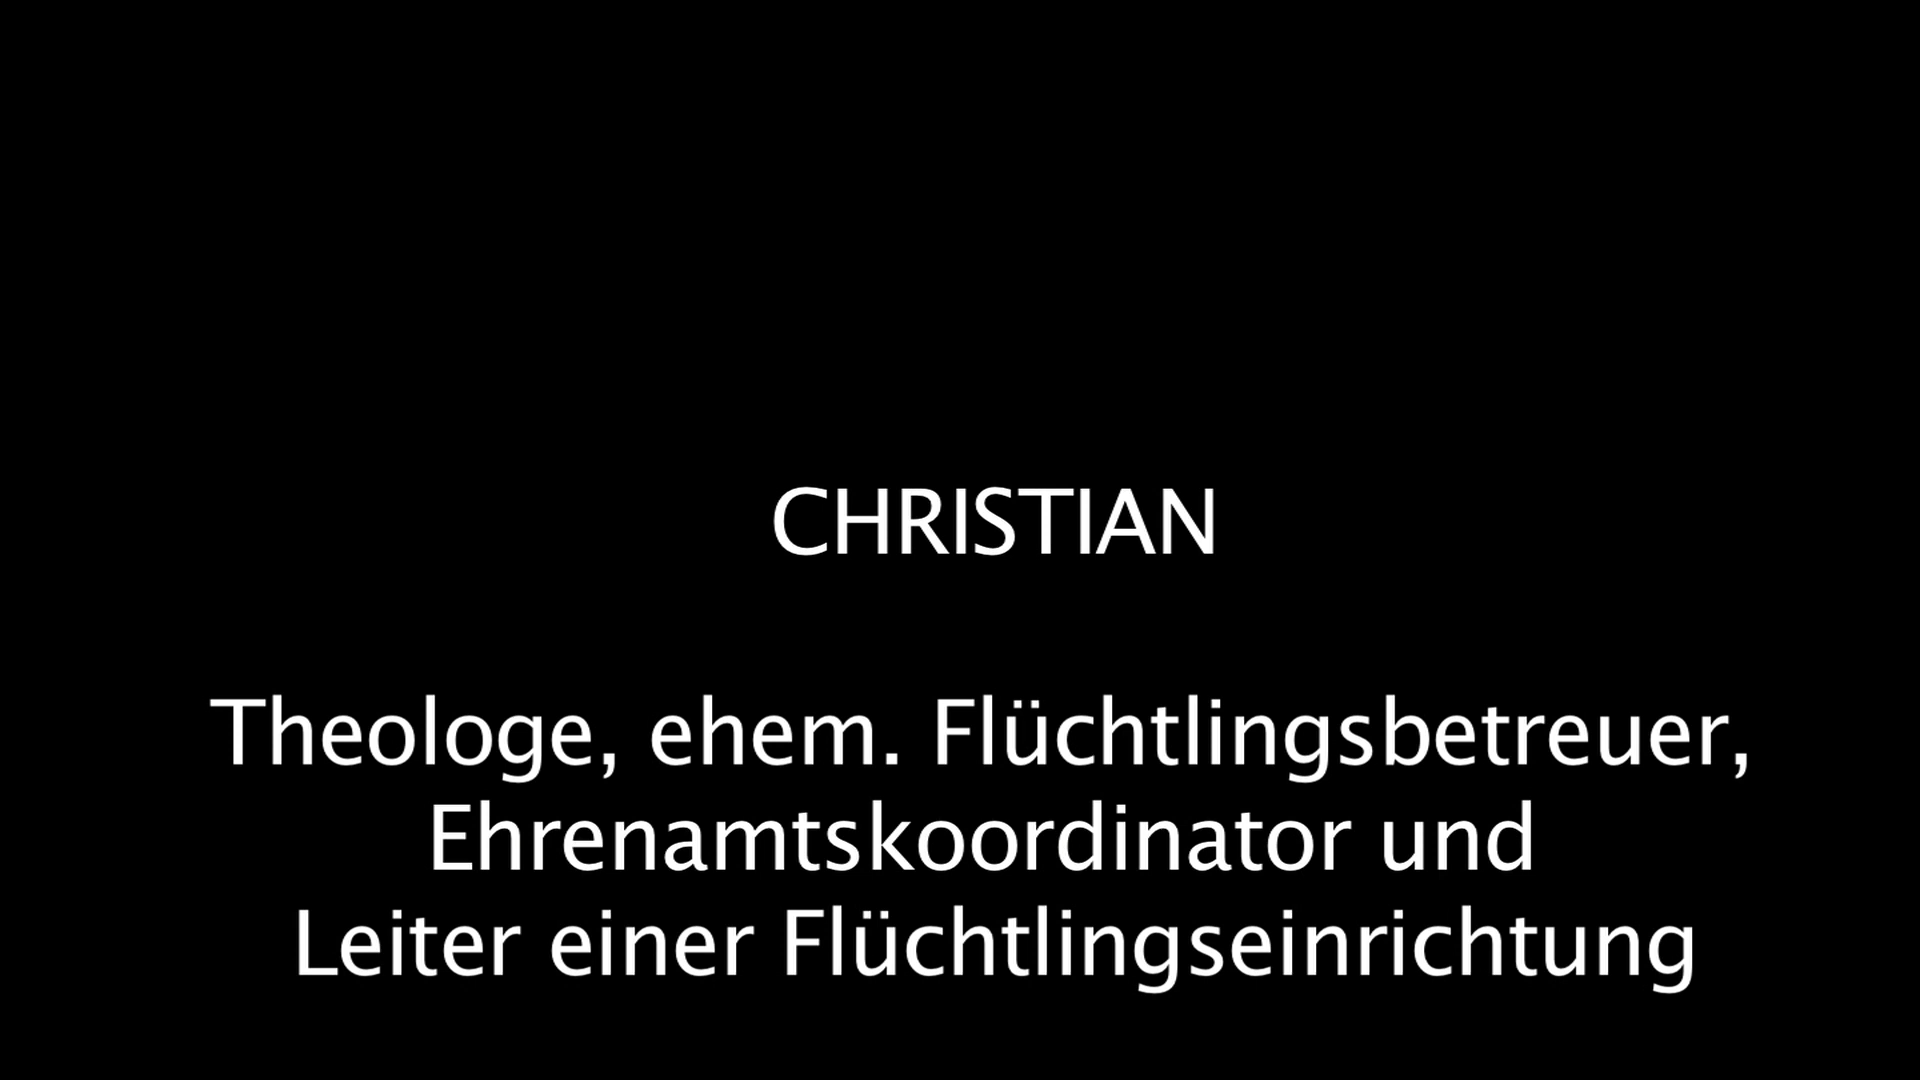 CHRISTIAN
Theologe, ehem. Flüchtlingsbetreuer,
Ehrenamtskoordinator und
Leiter einer Flüchtlingseinrichtung